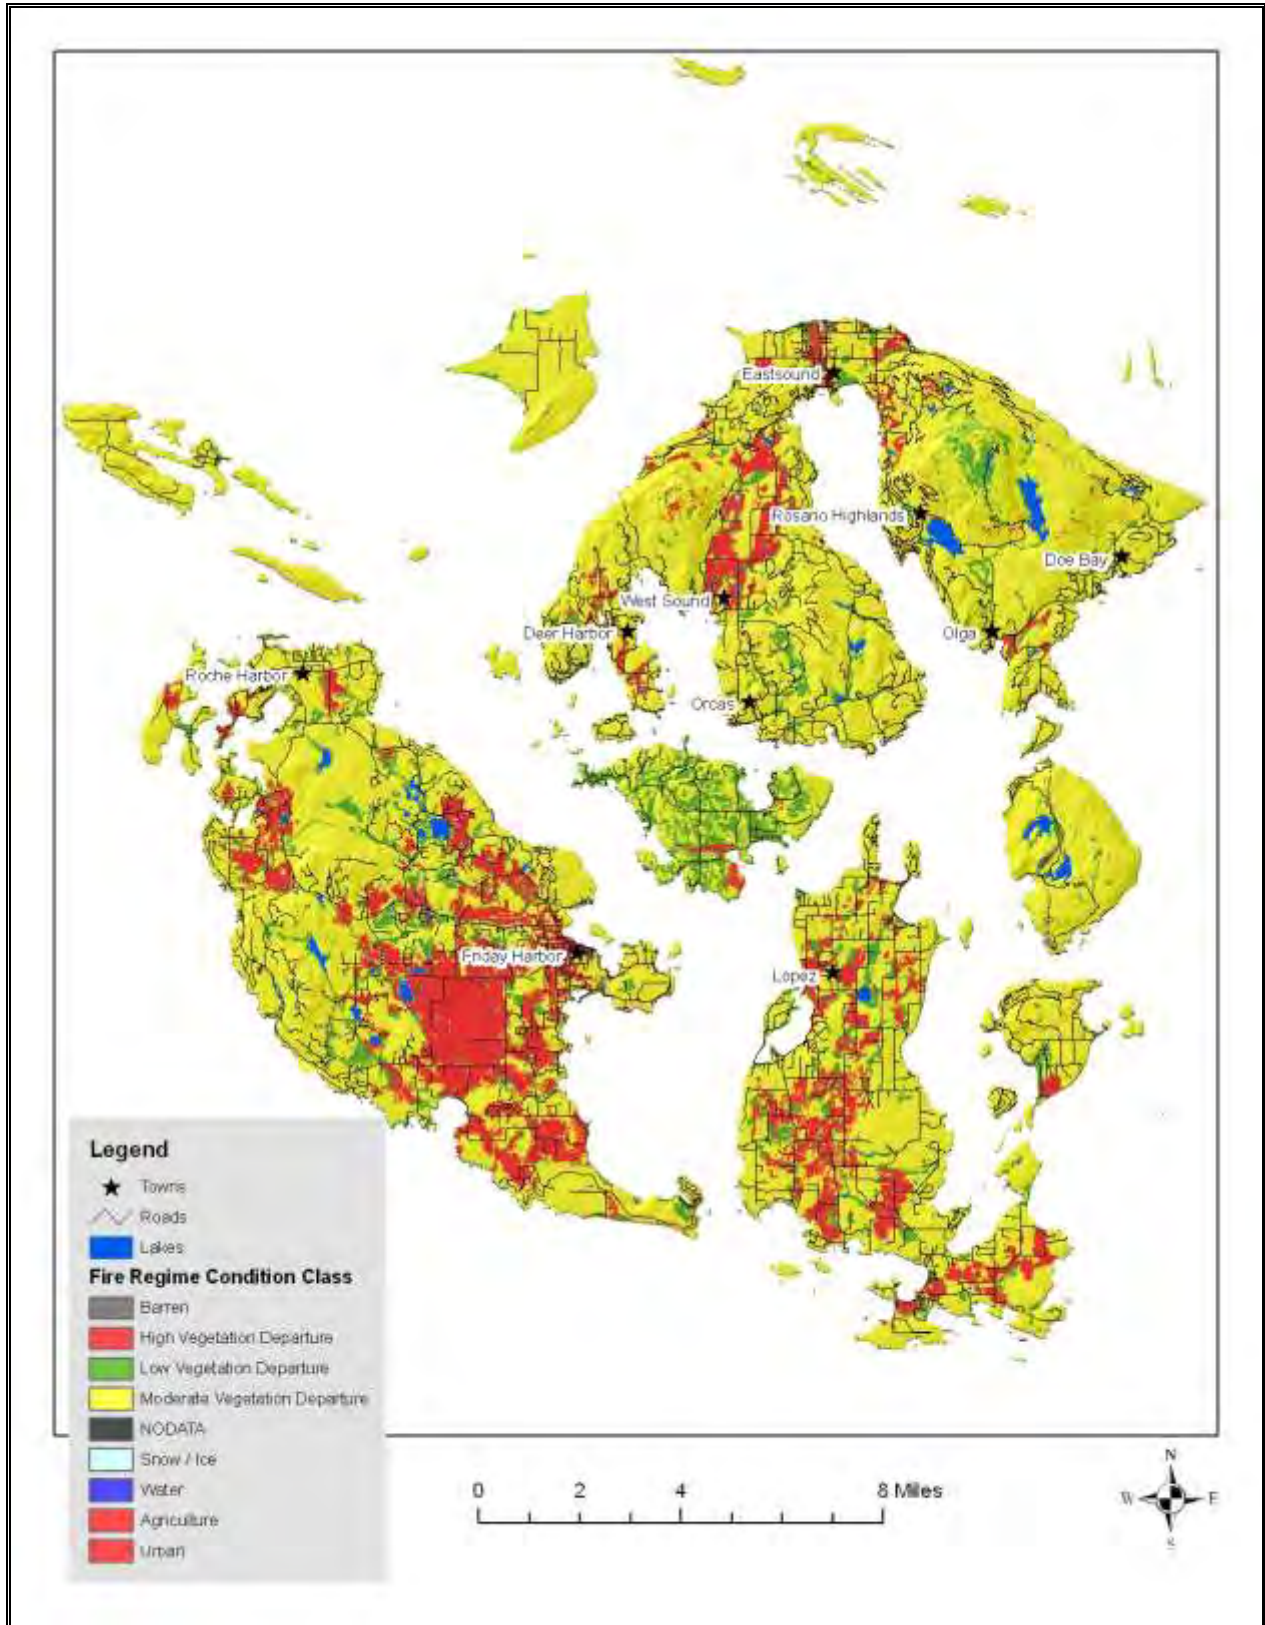 Eastsound
Rosario Highlands
Doe Bay
West Sound
Deer Harbor
Olga
Roche Harbor
Orcas
Friday Harbor
Lopez
Legend
Towns
Roads
Lakes
Fire Regime Condition Class
Barren
High Vegetation Departure
Low Vegetation Departure
Moderate Vegetation Departure
NODATA
Snow / Ice
Water
Agriculture
Urban
0 2 4 8 Miles
N
W E
S